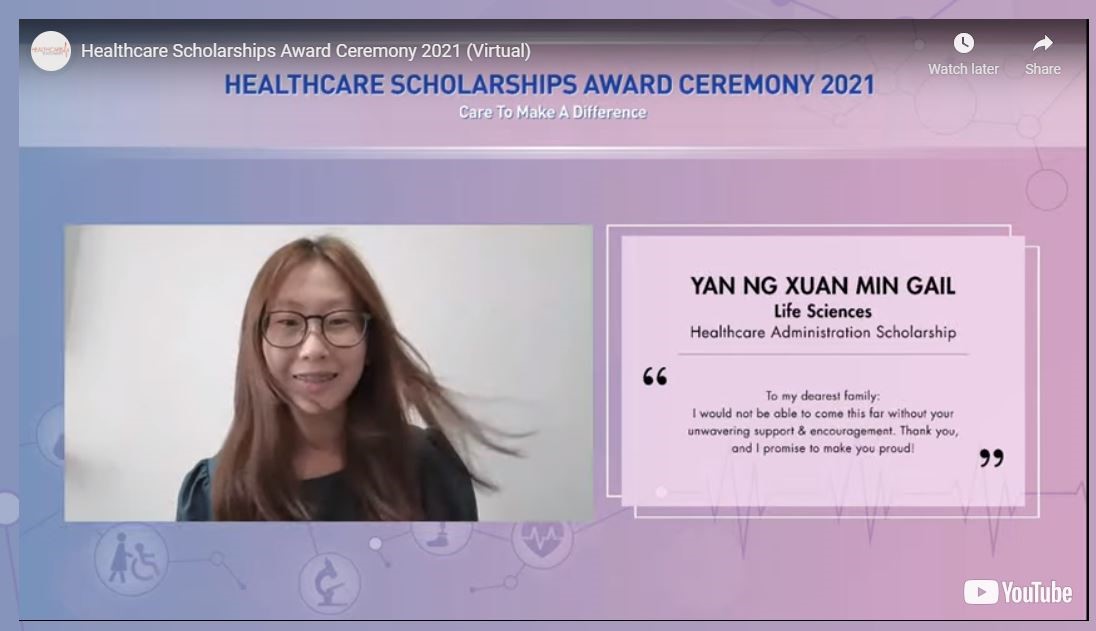 Healthcare Scholarships Award Ceremony 2021 (Virtual)
Watch later
Share
HEALTHCARE SCHOLARSHIPS AWARD CEREMONY 2021
Care To Make A Difference
YAN NG XUAN MIN GAIL
Life Sciences
Healthcare Administration Scholarship
“
To my dearest family:
I would not be able to come this far without your
unwavering support & encouragement. Thank you,
and I promise to make you proud!
”
YouTube